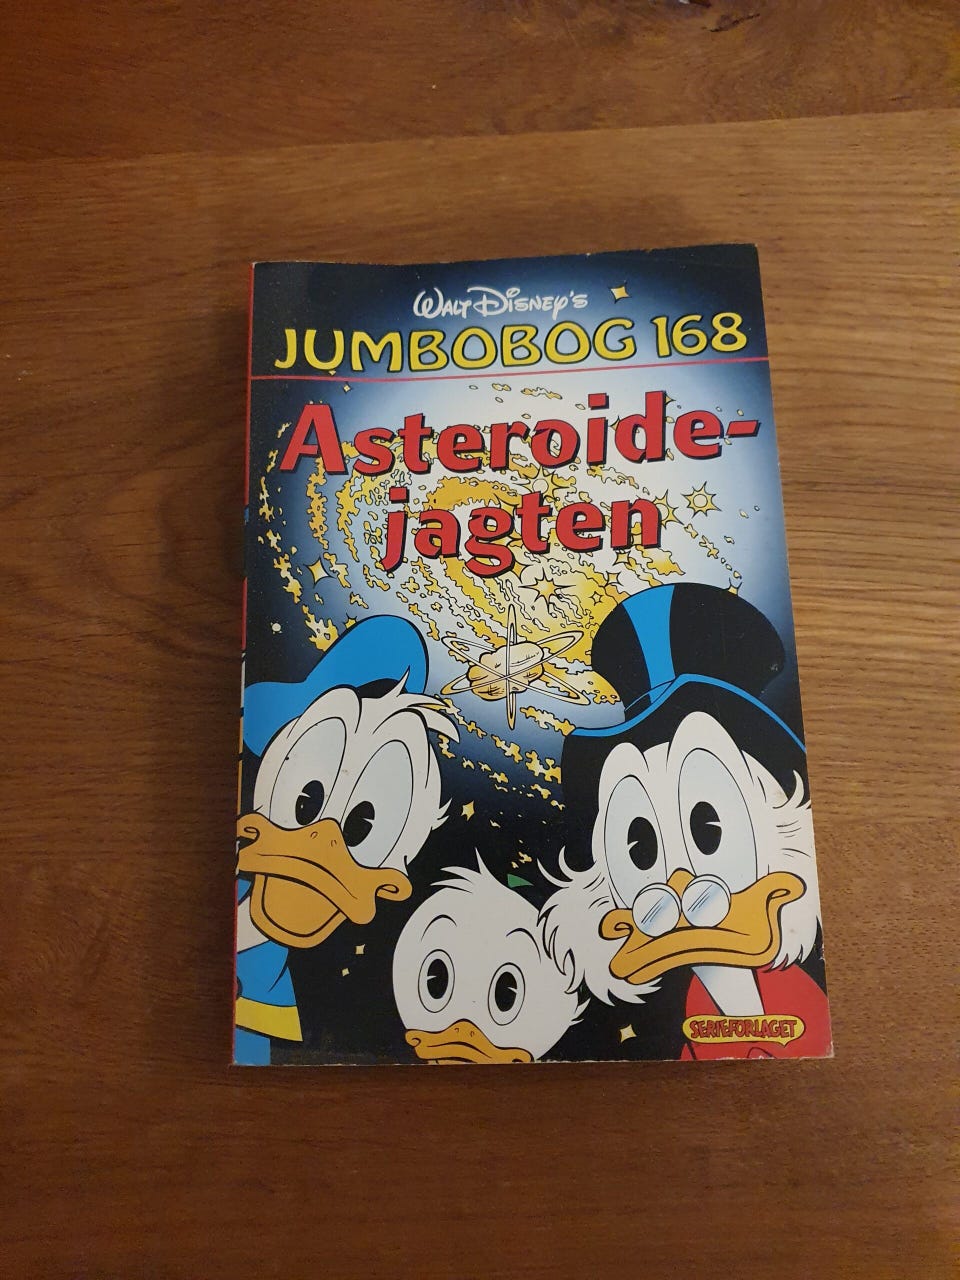 WALT DISNEY'S
JUMBOBOG 168
Asteroide-
jagten
SERIEFORLAGET